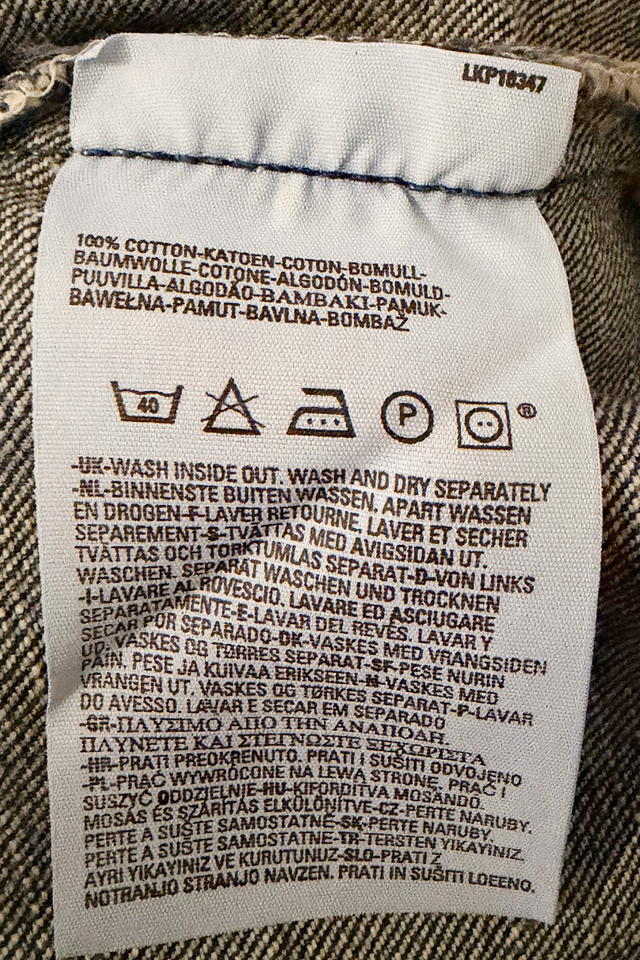 LKP18347
100% COTTON-KATOEN-COTON-BOMULL-
BAUMWOLLE-COTONE-ALGODÓN-BOMULD-
PUUVILLA-ALGODÃO-ΒΑΜΒΑΚΙ-PAMUK-
BAWEŁNA-PAMUT-BAVLNA-BOMBAŽ
40
P
®
-UK-WASH INSIDE OUT. WASH AND DRY SEPARATELY
-NL-BINNENSTE BUITEN WASSEN. APART WASSEN
EN DROGEN-F-LAVER RETOURNE. LAVER ET SECHER
SEPAREMENT-S-TVÄTTAS MED AVIGSIDAN UT.
TVÄTTAS OCH TORKTUMLAS SEPARAT-D-VON LINKS
WASCHEN. SEPARAT WASCHEN UND TROCKNEN
-I-LAVARE AL ROVESCIO. LAVARE ED ASCIUGARE
SEPARATAMENTE-E-LAVAR DEL REVÉS. LAVAR Y
SECAR POR SEPARADO-DK-VASKES MED VRANGSIDEN
UD. VASKES OG TØRRES SEPARAT-SF-PESE NURIN
PÄIN. PESE JA KUIVAA ERIKSEEN-N-VASKES MED
VRANGEN UT. VASKES OG TØRKES SEPARAT-P-LAVAR
DO AVESSO. LAVAR E SECAR EM SEPARADO
-GR-ΠΛΥΣΙΜΟ ΑΠΟ ΤΗΝ ΑΝΑΠΟΔΗ.
ΠΛΥΝΕΤΕ ΚΑΙ ΣΤΕΓΝΩΣΤΕ ΞΕΧΩΡΙΣΤΑ
-HR-PRATI PREOKRENUTO. PRATI I SUŠITI ODVOJENO
-PL-PRAĆ WYWRÓCONE NA LEWĄ STRONĘ. PRAĆ I
SUSZYĆ ODDZIELNIE-HU-KIFORDÍTVA MOSANDÓ.
MOSÁS ÉS SZÁRÍTÁS ELKÜLÖNÍTVE-CZ-PERTE NARUBY.
PERTE A SUŠTE SAMOSTATNĚ-SK-PERTE NARUBY.
PERTE A SUŠTE SAMOSTATNE-TR-TERSTEN YIKAYINIZ.
AYRI YIKAYINIZ VE KURUTUNUZ-SLO-PRATI Z
NOTRANJO STRANJO NAVZEN. PRATI IN SUŠITI LOEENO.